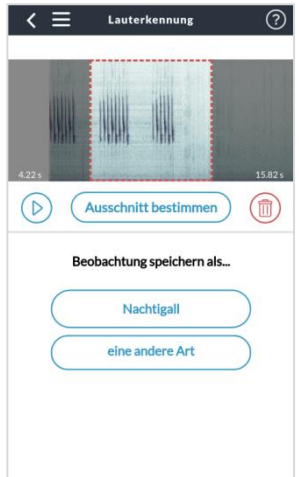 Lauterkennung
4.22 s
15.82 s
Ausschnitt bestimmen
Beobachtung speichern als...
Nachtigall
eine andere Art